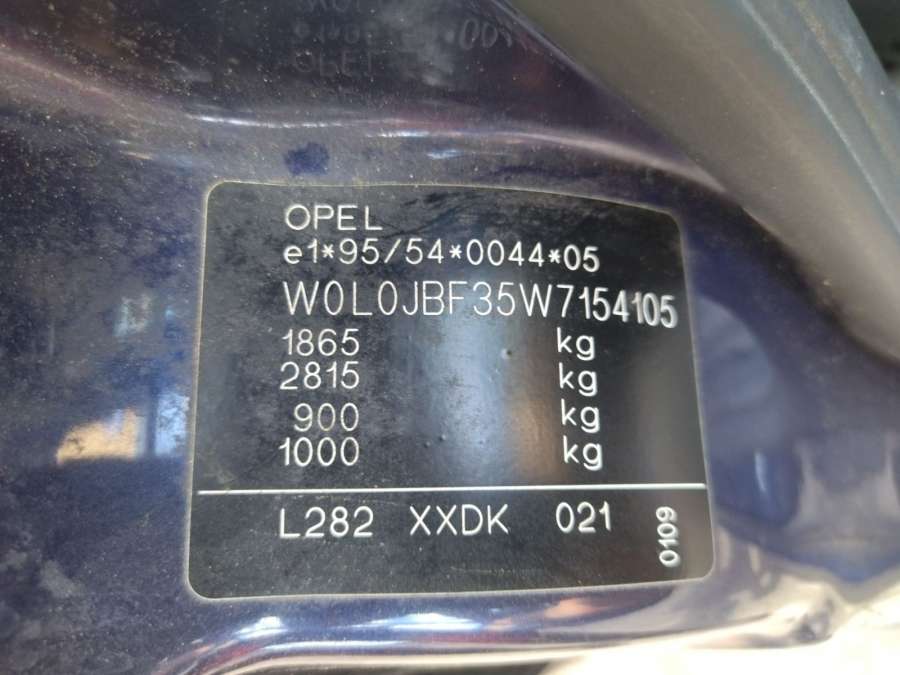 OPEL
e1*95/54*0044*05
W0L0JBF35W7154105
1865 kg
2815 kg
900 kg
1000 kg
L282 XXDK 021
0109